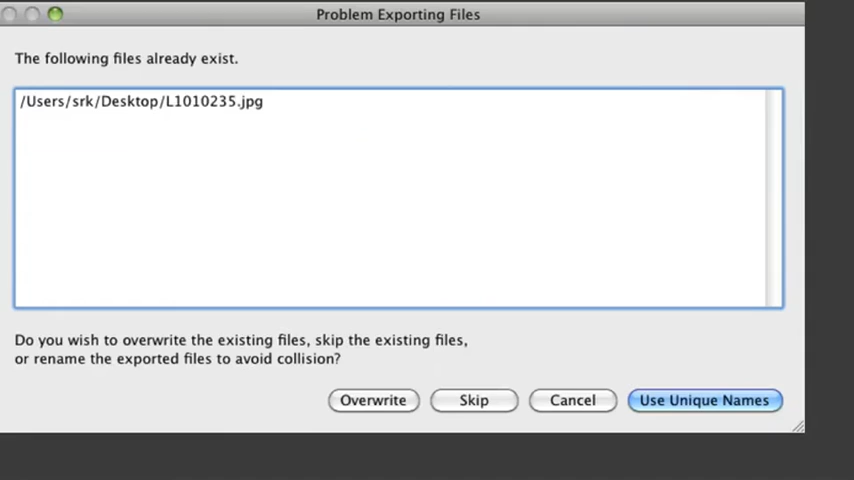 Problem Exporting Files
The following files already exist.
/Users/srk/Desktop/L1010235.jpg
Do you wish to overwrite the existing files, skip the existing files,
or rename the exported files to avoid collision?
Overwrite Skip Cancel Use Unique Names